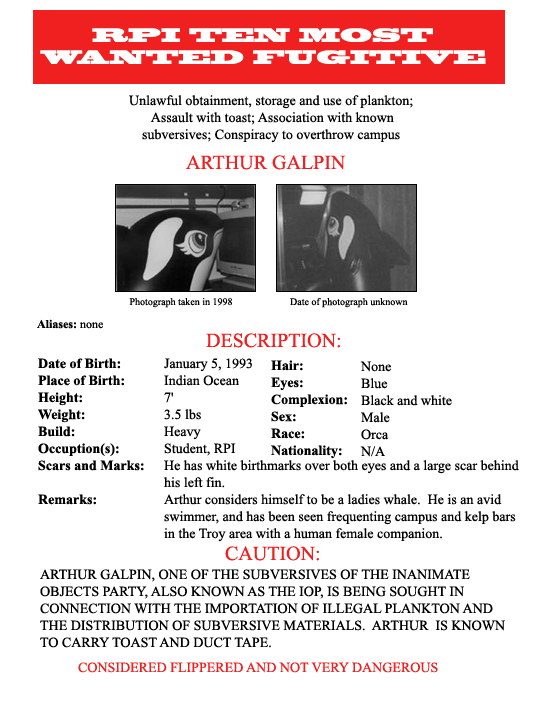 RPI TEN MOST
WANTED FUGITIVE
Unlawful obtainment, storage and use of plankton;
Assault with toast; Association with known
subversives; Conspiracy to overthrow campus
ARTHUR GALPIN
Photograph taken in 1998
Date of photograph unknown
Aliases: none
DESCRIPTION:
Date of Birth: January 5, 1993 Hair: None
Place of Birth: Indian Ocean Eyes: Blue
Height: 7' Complexion: Black and white
Weight: 3.5 lbs Sex: Male
Build: Heavy Race: Orca
Occuption(s): Student, RPI Nationality: N/A
Scars and Marks: He has white birthmarks over both eyes and a large scar behind
his left fin.
Remarks: Arthur considers himself to be a ladies whale. He is an avid
swimmer, and has been seen frequenting campus and kelp bars
in the Troy area with a human female companion.
CAUTION:
ARTHUR GALPIN, ONE OF THE SUBVERSIVES OF THE INANIMATE
OBJECTS PARTY, ALSO KNOWN AS THE IOP, IS BEING SOUGHT IN
CONNECTION WITH THE IMPORTATION OF ILLEGAL PLANKTON AND
THE DISTRIBUTION OF SUBVERSIVE MATERIALS. ARTHUR IS KNOWN
TO CARRY TOAST AND DUCT TAPE.
CONSIDERED FLIPPERED AND NOT VERY DANGEROUS